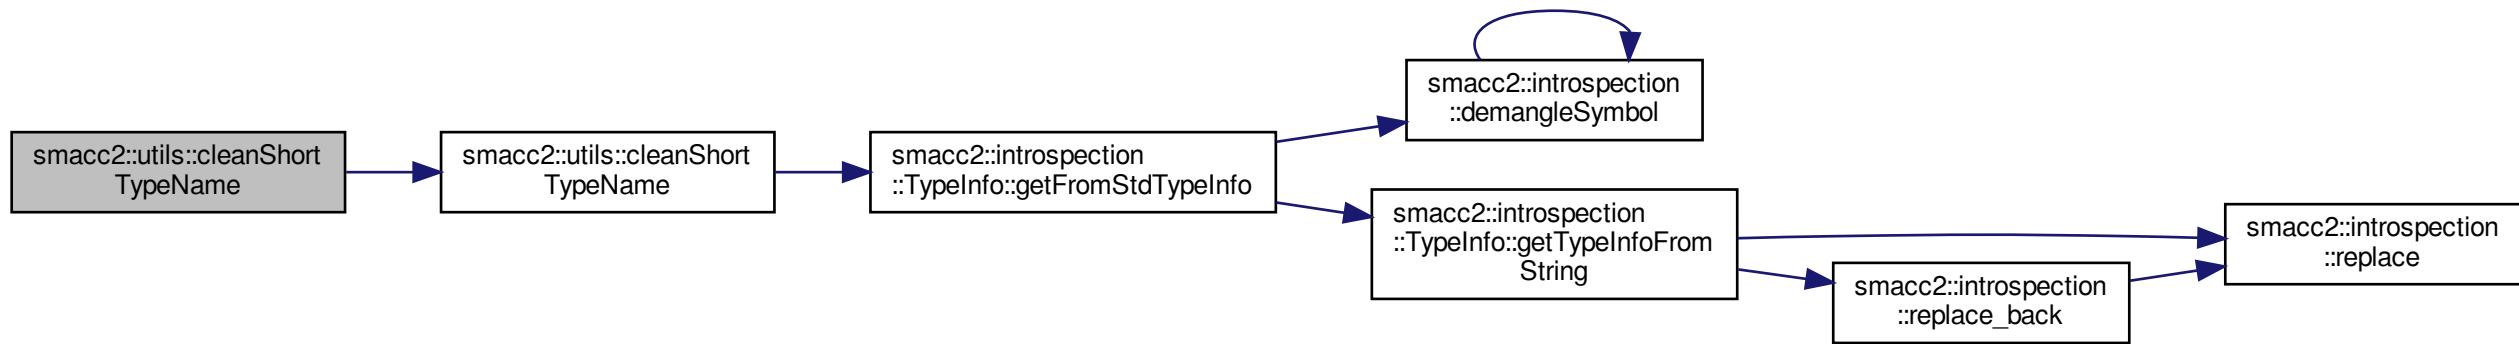 smacc2::utils::cleanShort
TypeName
smacc2::utils::cleanShort
TypeName
smacc2::introspection
::TypeInfo::getFromStdTypeInfo
smacc2::introspection
::demangleSymbol
smacc2::introspection
::TypeInfo::getTypeInfoFrom
String
smacc2::introspection
::replace_back
smacc2::introspection
::replace